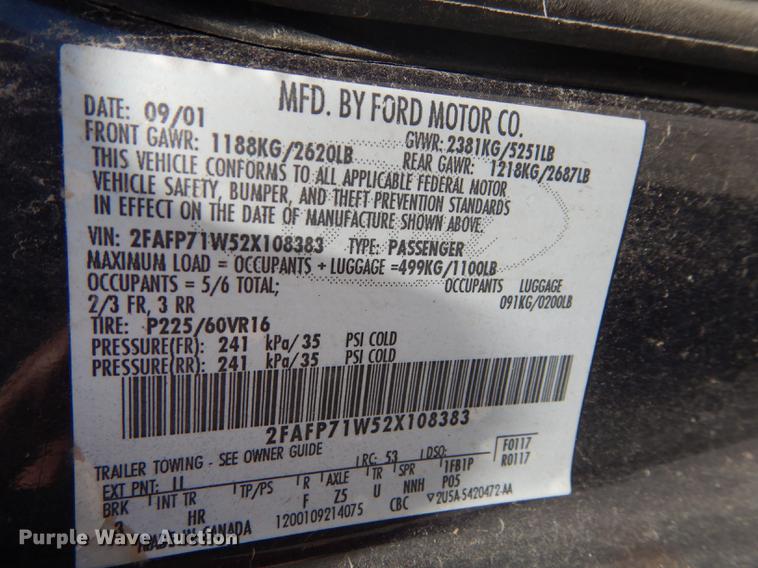 MFD. BY FORD MOTOR CO.
DATE: 09/01 GVWR: 2381KG/5251LB
FRONT GAWR: 1188KG/2620LB REAR GAWR: 1218KG/2687LB
THIS VEHICLE CONFORMS TO ALL APPLICABLE FEDERAL MOTOR
VEHICLE SAFETY, BUMPER, AND THEFT PREVENTION STANDARDS
IN EFFECT ON THE DATE OF MANUFACTURE SHOWN ABOVE.
VIN: 2FAFP71W52X108383 TYPE: PASSENGER
MAXIMUM LOAD = OCCUPANTS + LUGGAGE =499KG/1100LB
OCCUPANTS = 5/6 TOTAL; OCCUPANTS LUGGAGE
2/3 FR, 3 RR 091KG/0200LB
TIRE: P225/60VR16
PRESSURE(FR): 241 kPa/35 PSI COLD
PRESSURE(RR): 241 kPa/35 PSI COLD
2FAFP71W52X108383
TRAILER TOWING - SEE OWNER GUIDE F0117
EXT PNT: LL RC: 53 DSO: R0117
BRK INT TR TP/PS R AXLE TR SPR 1FB1P
3 HR F Z5 U NNH P05
MADE IN CANADA 1200109214075 CBC 2U5A-5420472-AA
Purple Wave Auction